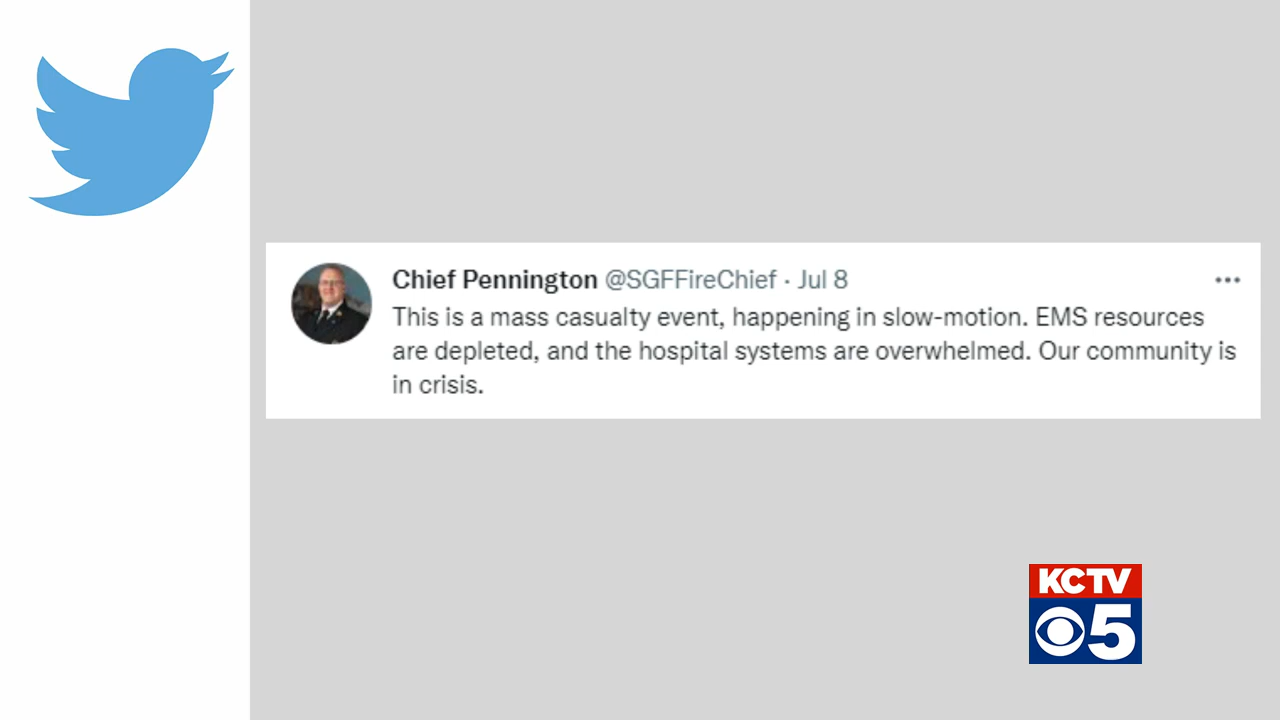 Chief Pennington @SGFFireChief · Jul 8
This is a mass casualty event, happening in slow-motion. EMS resources
are depleted, and the hospital systems are overwhelmed. Our community is
in crisis.
KCTV
5